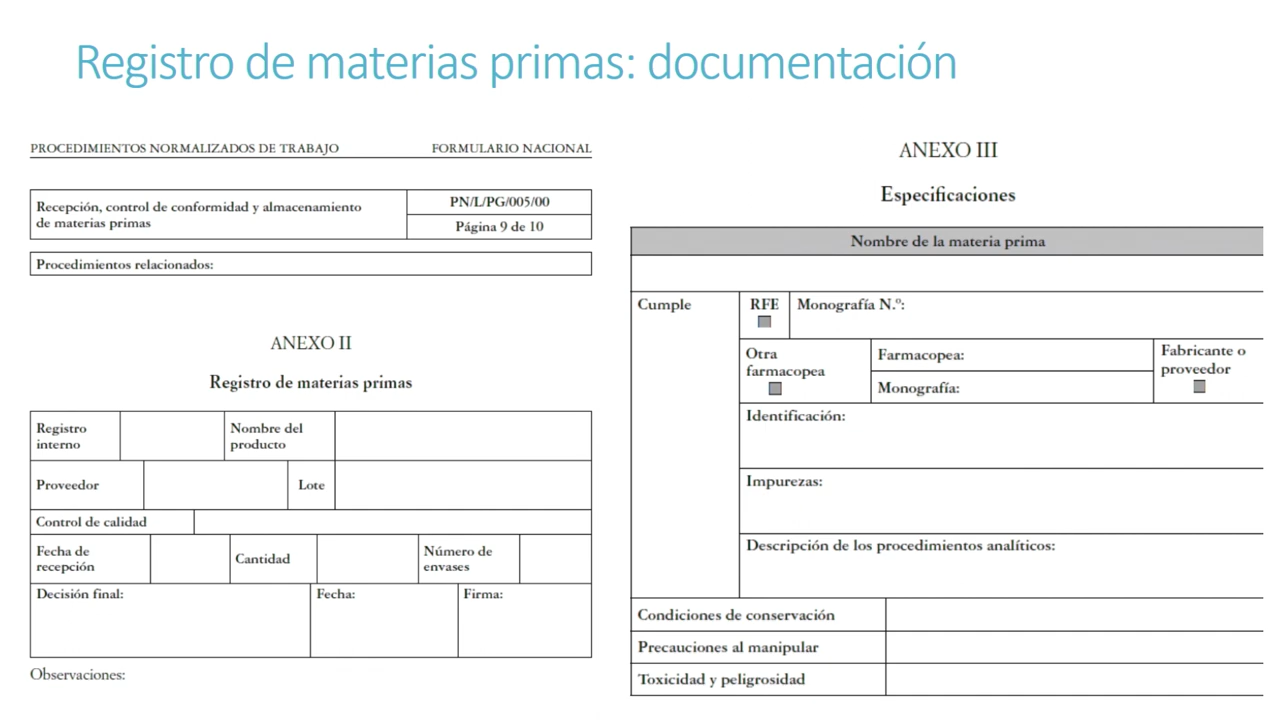 Registro de materias primas: documentación
PROCEDIMIENTOS NORMALIZADOS DE TRABAJO
FORMULARIO NACIONAL
Recepción, control de conformidad y almacenamiento
de materias primas
PN/L/PG/005/00
Página 9 de 10
Procedimientos relacionados:
ANEXO II
Registro de materias primas
Registro
interno
Nombre del
producto
Proveedor
Lote
Control de calidad
Fecha de
recepción
Cantidad
Número de
envases
Decisión final:
Fecha:
Firma:
Observaciones:
ANEXO III
Especificaciones
Nombre de la materia prima
Cumple
RFE
Monografía N.º:
Otra
farmacopea
Farmacopea:
Monografía:
Fabricante o
proveedor
Identificación:
Impurezas:
Descripción de los procedimientos analíticos:
Condiciones de conservación
Precauciones al manipular
Toxicidad y peligrosidad